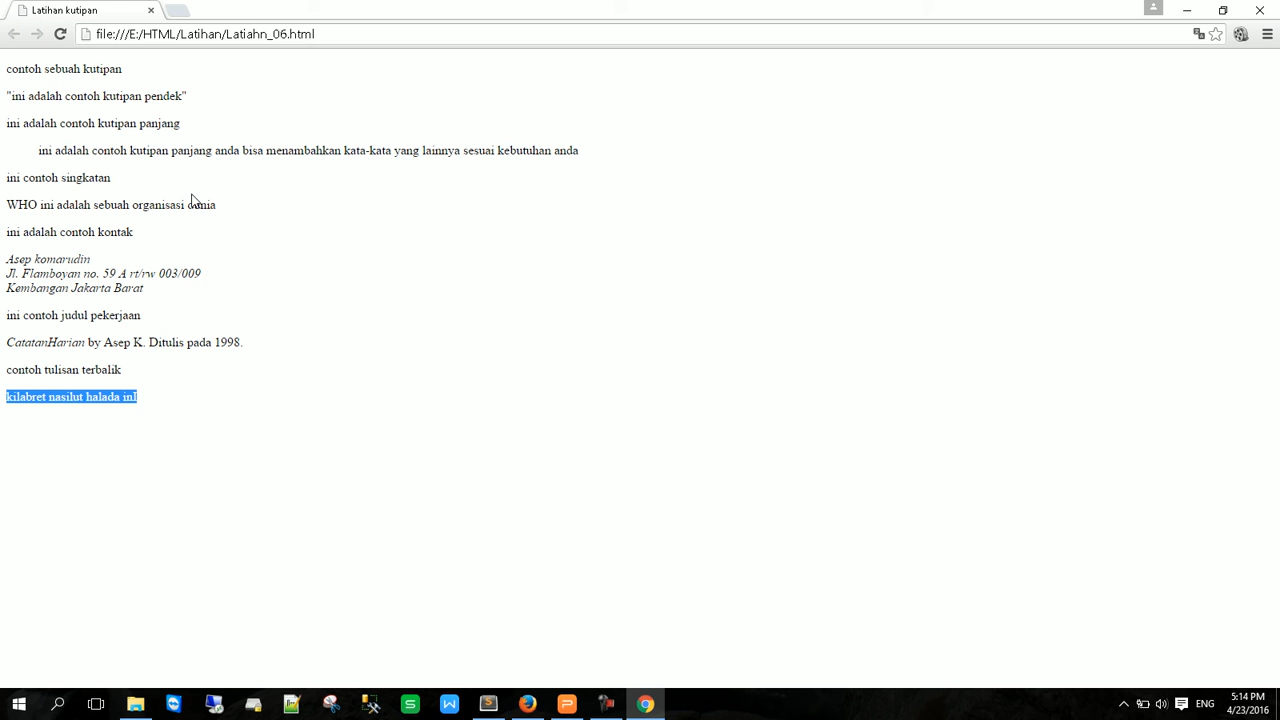 Latihan kutipan
file:///E:/HTML/Latihan/Latiahn_06.html
contoh sebuah kutipan
"ini adalah contoh kutipan pendek"
ini adalah contoh kutipan panjang
ini adalah contoh kutipan panjang anda bisa menambahkan kata-kata yang lainnya sesuai kebutuhan anda
ini contoh singkatan
WHO ini adalah sebuah organisasi dunia
ini adalah contoh kontak
Asep komarudin
Jl. Flamboyan no. 59 A rt/rw 003/009
Kembangan Jakarta Barat
ini contoh judul pekerjaan
CatatanHarian by Asep K. Ditulis pada 1998.
contoh tulisan terbalik
kilabret nasilut halada inI
ENG
5:14 PM
4/23/2016